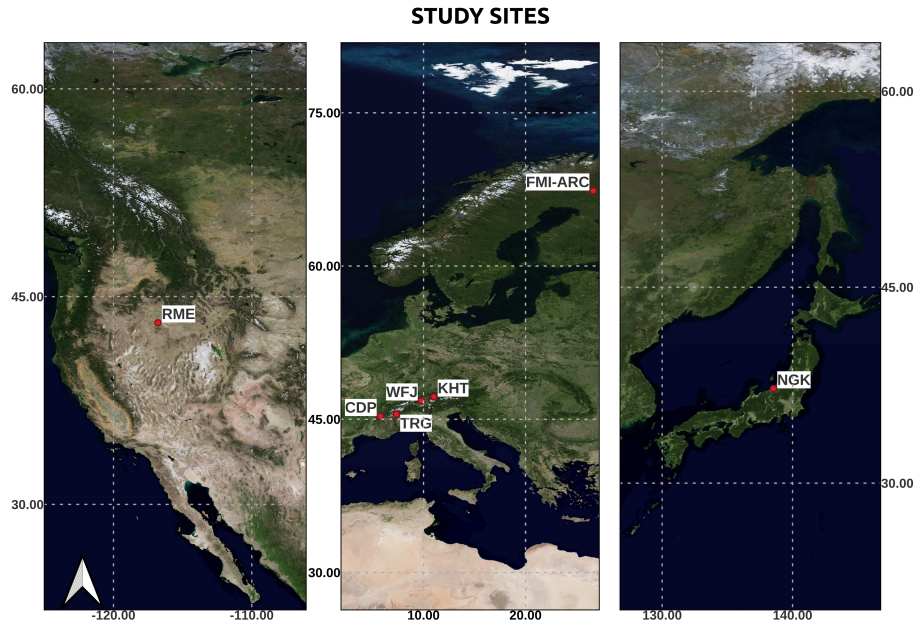 STUDY SITES
60.00
45.00
30.00
-120.00
-110.00
RME
75.00
60.00
45.00
30.00
10.00
20.00
FMI-ARC
WFJ
KHT
CDP
TRG
60.00
45.00
30.00
130.00
140.00
NGK